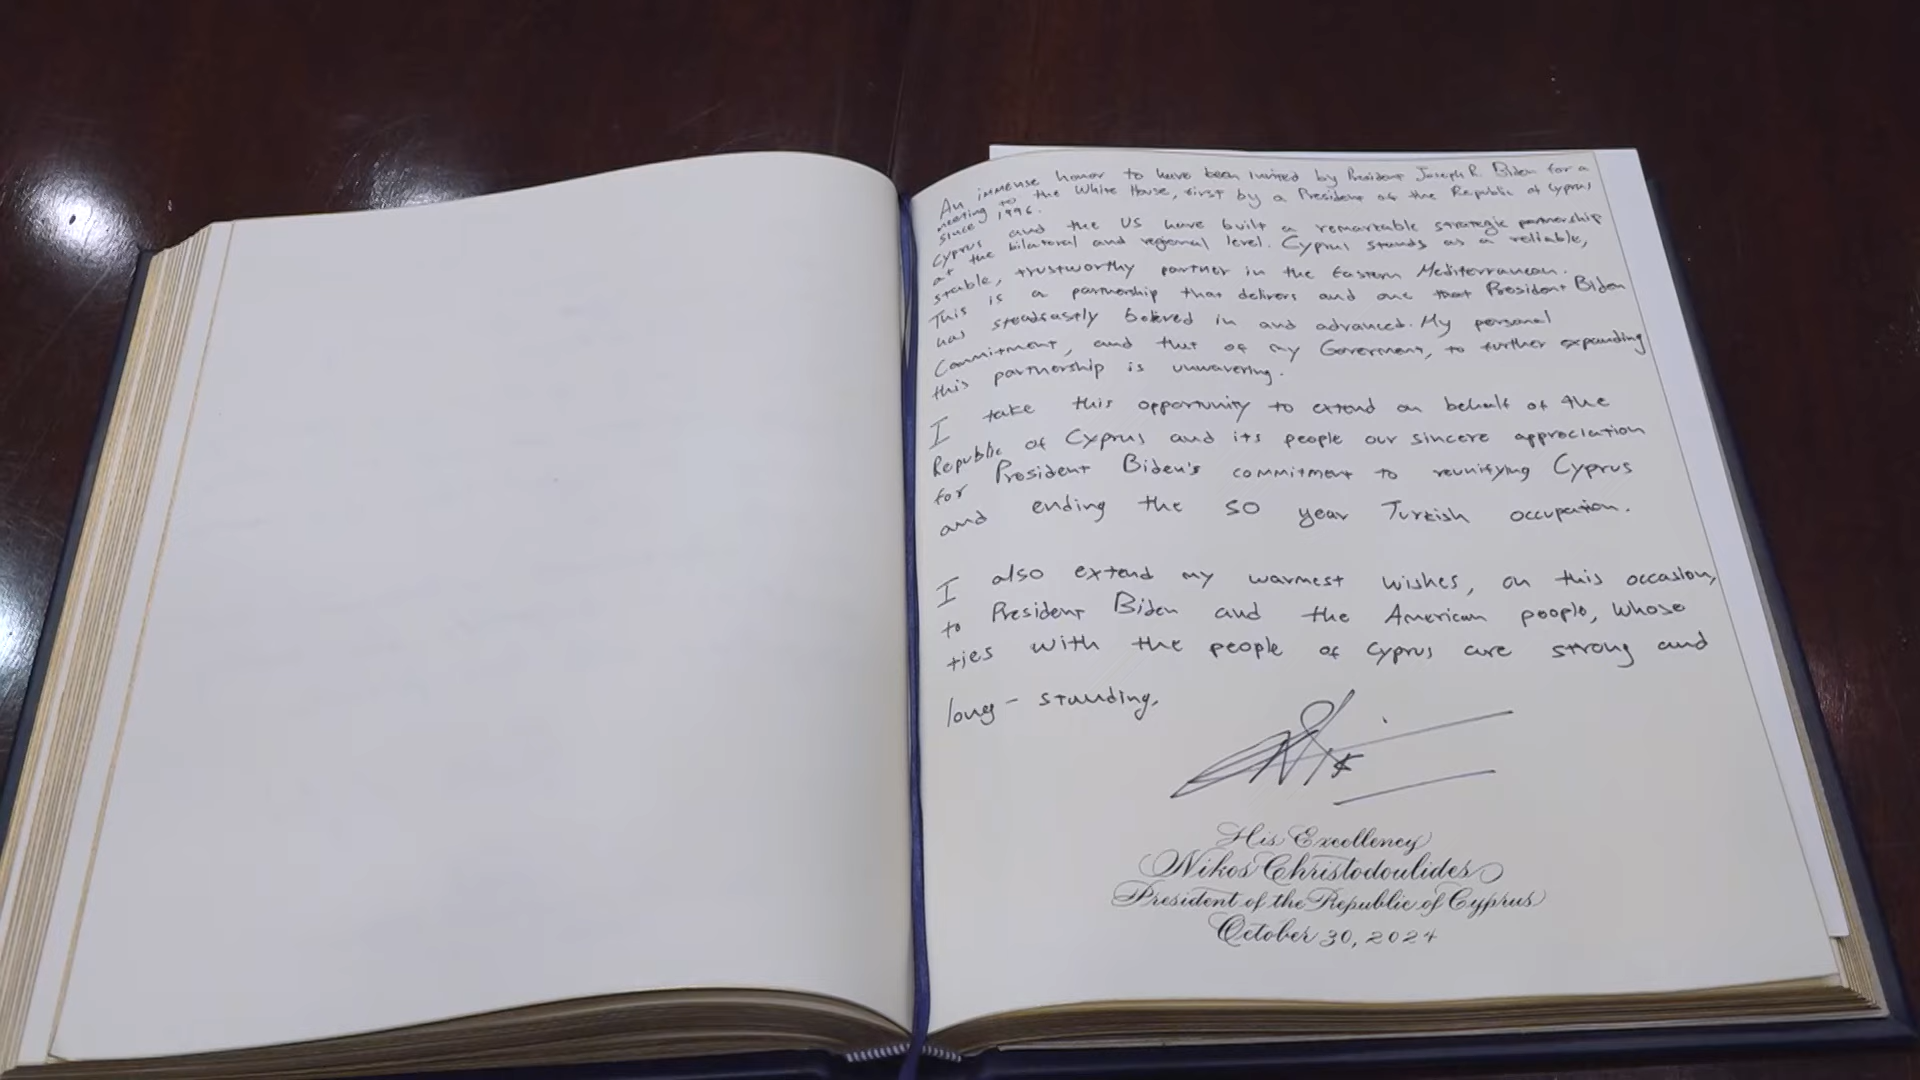 An immense honor to have been invited by President Joseph R. Biden for a
meeting to the White House, first by a President of the Republic of Cyprus
since 1996.
Cyprus and the US have built a remarkable strategic partnership
at the bilateral and regional level. Cyprus stands as a reliable,
stable, trustworthy partner in the Eastern Mediterranean.
This is a partnership that delivers and one that President Biden
has steadfastly belived in and advanced. My personal
Commitment, and that of my Goverment, to further expanding
this partnership is unwavering.
I take this opportunity to extend on behalf of the
Republic of Cyprus and its people our sincere appreciation
for President Biden's commitment to reunifying Cyprus
and ending the 50 year Turkish occupation.
I also extend my warmest wishes, on this occasion,
to President Biden and the American people, whose
ties with the people of Cyprus are strong and
long-standing.
His Excellency
Nikos Christodoulides
President of the Republic of Cyprus
October 30, 2024